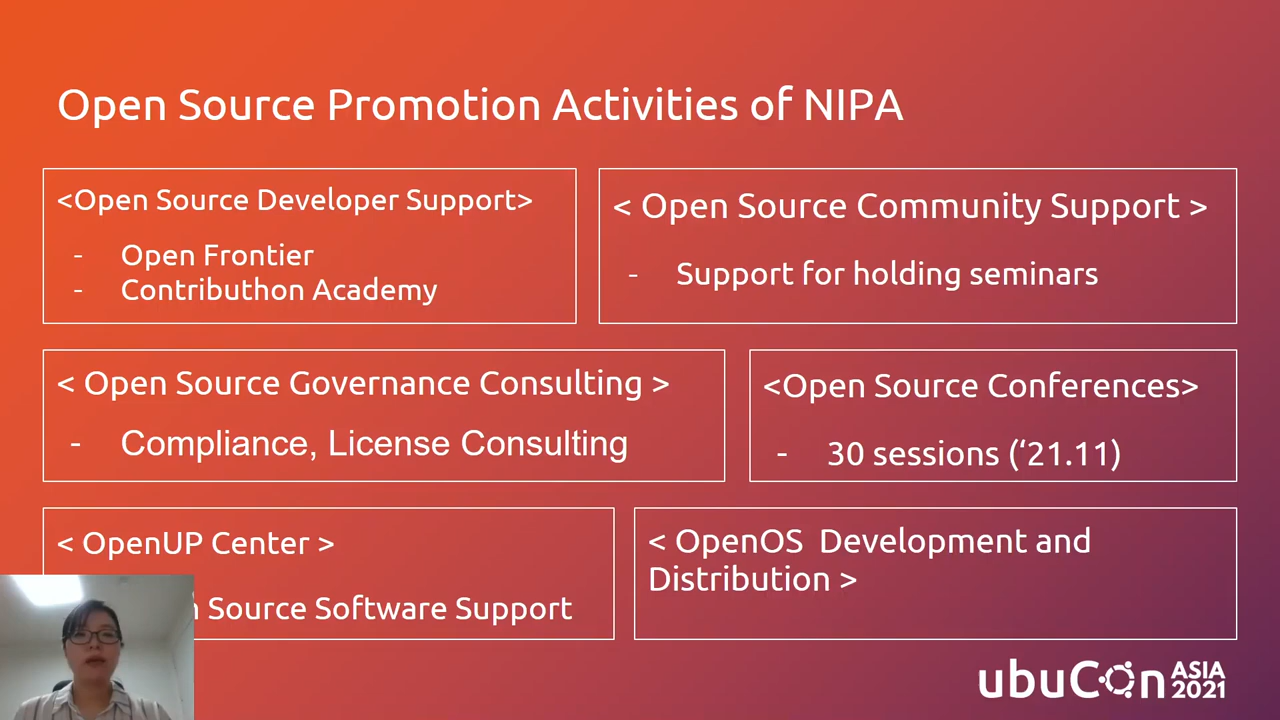 Open Source Promotion Activities of NIPA
<Open Source Developer Support>
- Open Frontier
- Contributhon Academy
< Open Source Community Support >
- Support for holding seminars
< Open Source Governance Consulting >
- Compliance, License Consulting
<Open Source Conferences>
- 30 sessions (‘21.11)
< OpenUP Center >
Source Software Support
< OpenOS Development and
Distribution >
ubuCon ASIA
2021